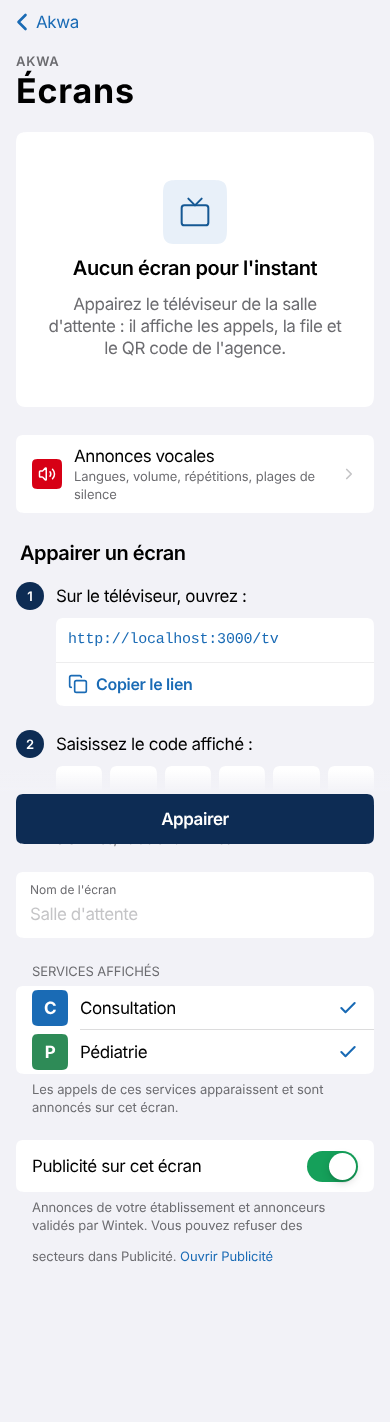 Akwa
AKWA
Écrans
Aucun écran pour l'instant
Appairez le téléviseur de la salle
d'attente : il affiche les appels, la file et
le QR code de l'agence.
Annonces vocales
Langues, volume, répétitions, plages de
silence
Appairer un écran
1 Sur le téléviseur, ouvrez :
http://localhost:3000/tv
Copier le lien
2 Saisissez le code affiché :
Appairer
Nom de l'écran
Salle d'attente
SERVICES AFFICHÉS
C Consultation
P Pédiatrie
Les appels de ces services apparaissent et sont
annoncés sur cet écran.
Publicité sur cet écran
Annonces de votre établissement et annonceurs
validés par Wintek. Vous pouvez refuser des
secteurs dans Publicité. Ouvrir Publicité